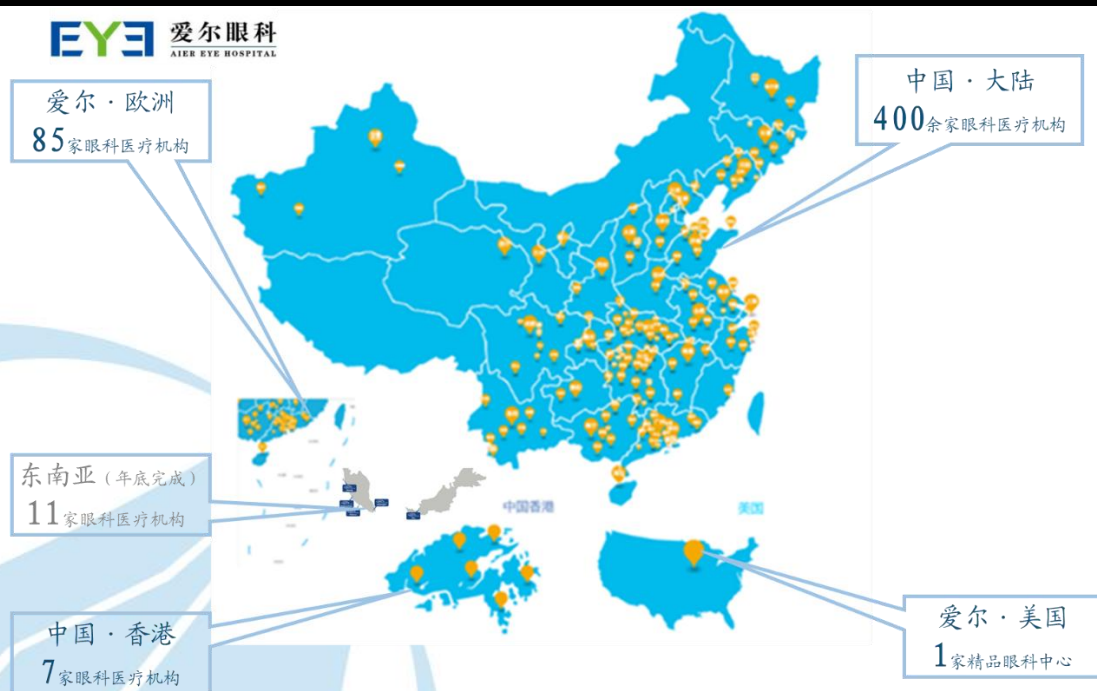 EYE 爱尔眼科
AIER EYE HOSPITAL
爱尔·欧洲
85家眼科医疗机构
中国·大陆
400余家眼科医疗机构
东南亚（年底完成）
11家眼科医疗机构
中国香港
美国
中国·香港
7家眼科医疗机构
爱尔·美国
1家精品眼科中心